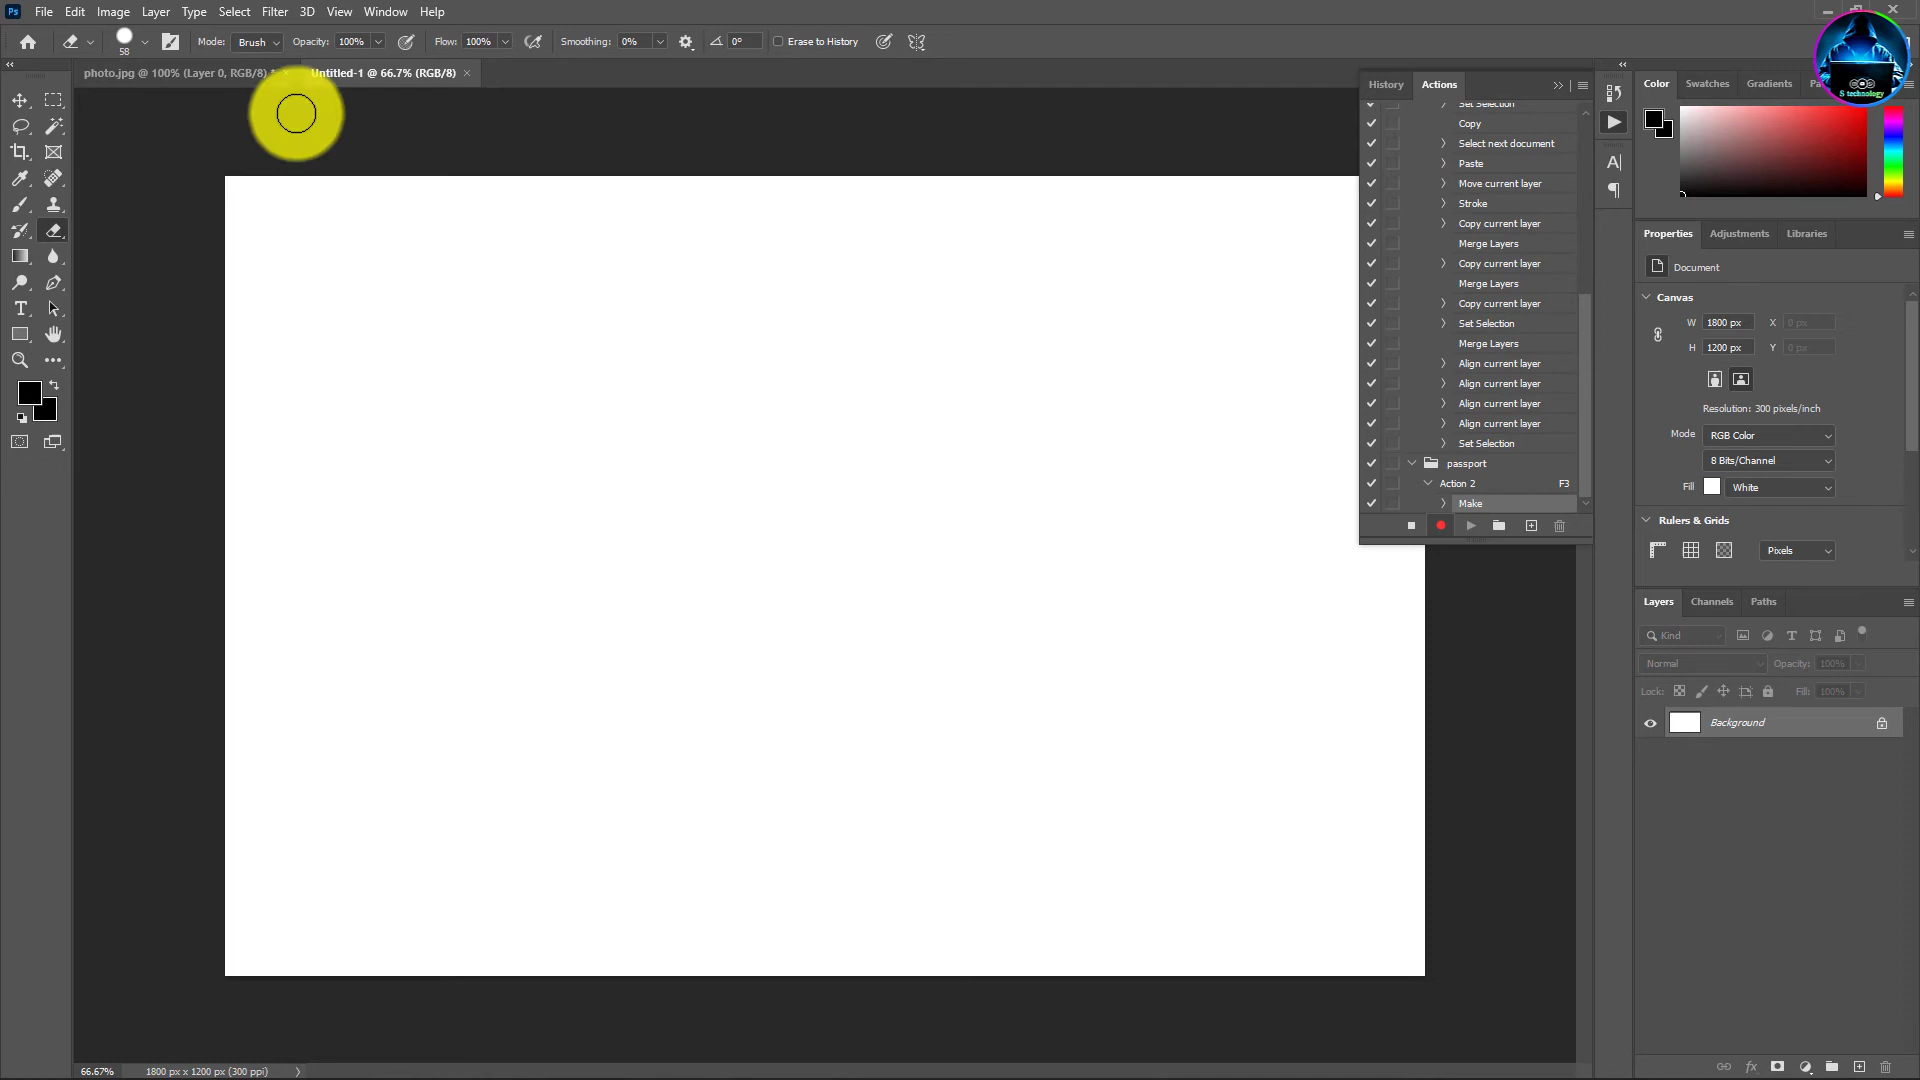 Ps File Edit Image Layer Type Select Filter 3D View Window Help
58 Mode: Brush Opacity: 100% Flow: 100% Smoothing: 0% 0° Erase to History
photo.jpg @ 100% (Layer 0, RGB/8) * Untitled-1 @ 66.7% (RGB/8)
S technology
History Actions
Set Selection
Copy
Select next document
Paste
Move current layer
Stroke
Copy current layer
Merge Layers
Copy current layer
Merge Layers
Copy current layer
Set Selection
Merge Layers
Align current layer
Align current layer
Align current layer
Align current layer
Set Selection
passport
Action 2 F3
Make
Color Swatches Gradients
Properties Adjustments Libraries
Document
Canvas
W 1800 px X 0 px
H 1200 px Y 0 px
Resolution: 300 pixels/inch
Mode RGB Color
8 Bits/Channel
Fill White
Rulers & Grids
Pixels
Layers Channels Paths
Kind
Normal Opacity: 100%
Lock: Fill: 100%
Background
66.67% 1800 px x 1200 px (300 ppi)